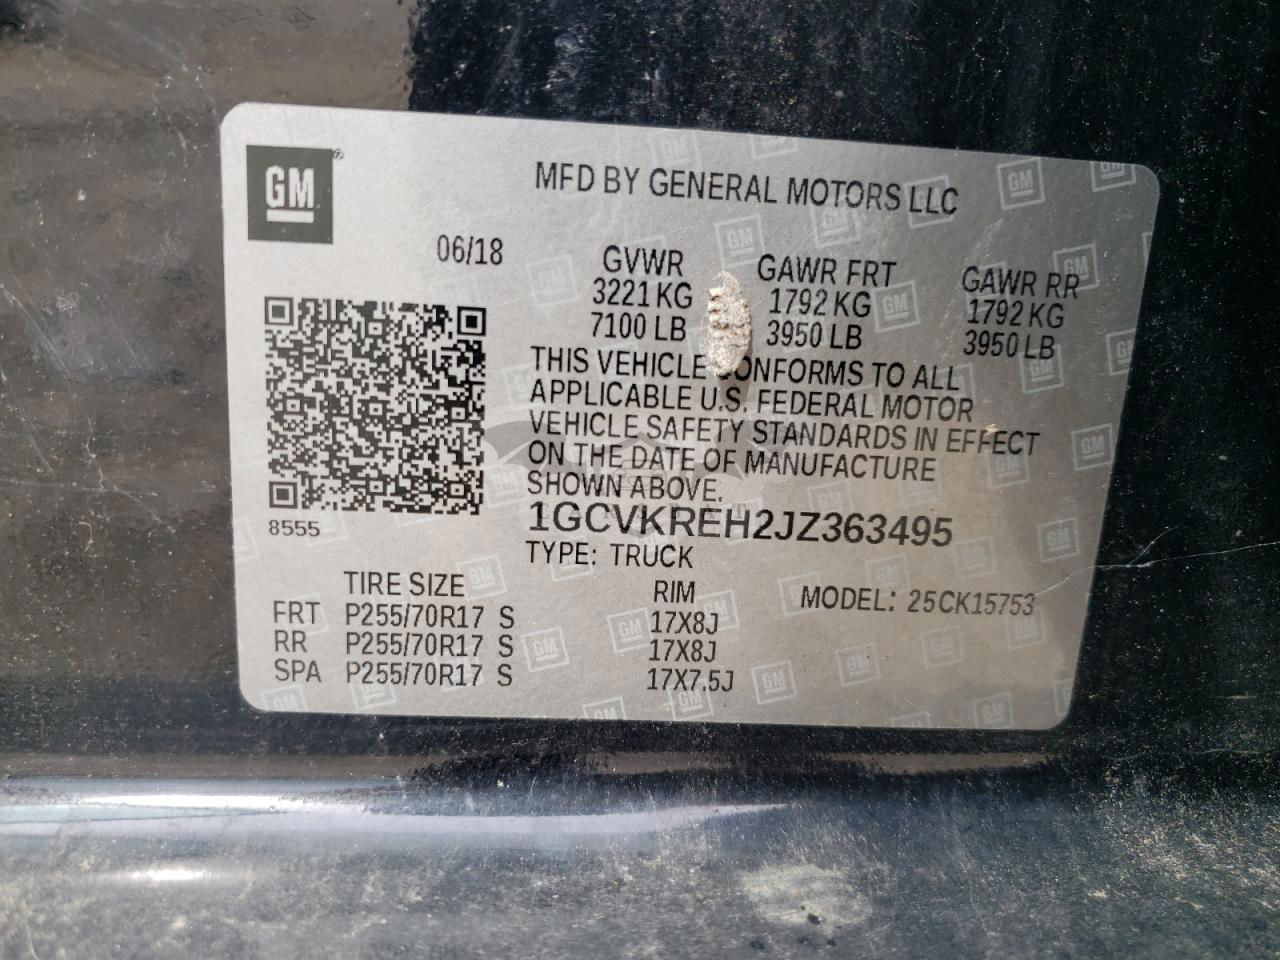 GM®
MFD BY GENERAL MOTORS LLC
06/18
GVWR GAWR FRT GAWR RR
3221 KG 1792 KG 1792 KG
7100 LB 3950 LB 3950 LB
THIS VEHICLE CONFORMS TO ALL
APPLICABLE U.S. FEDERAL MOTOR
VEHICLE SAFETY STANDARDS IN EFFECT
ON THE DATE OF MANUFACTURE
SHOWN ABOVE.
8555
1GCVKREH2JZ363495
TYPE: TRUCK
TIRE SIZE RIM MODEL: 25CK15753
FRT P255/70R17 S 17X8J
RR P255/70R17 S 17X8J
SPA P255/70R17 S 17X7.5J